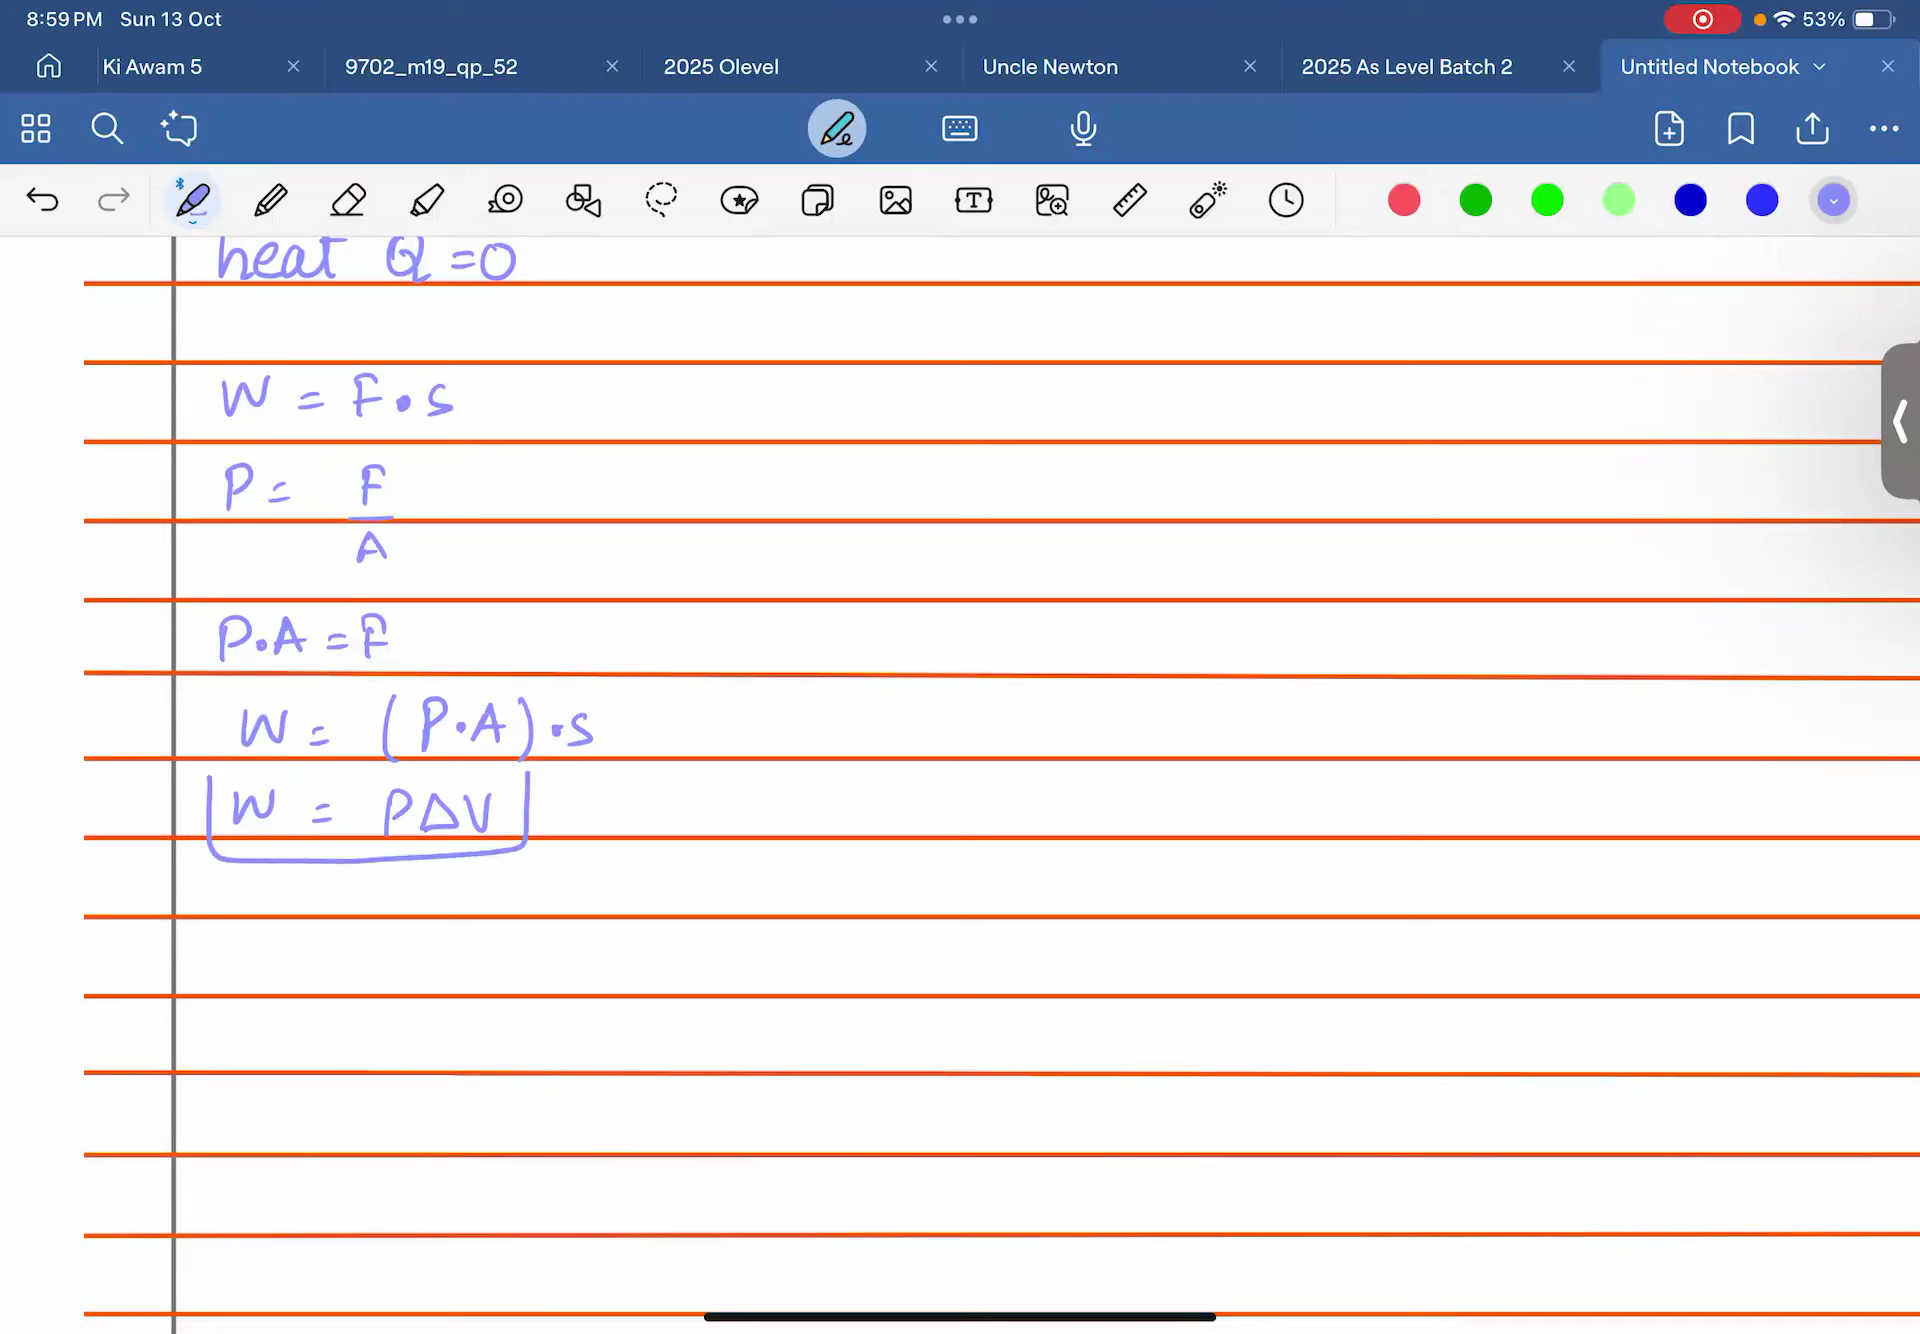 8:59 PM Sun 13 Oct 53%
Ki Awam 5 9702_m19_qp_52 2025 Olevel Uncle Newton 2025 As Level Batch 2 Untitled Notebook
heat Q = 0
W = F • s
P = F
A
P • A = F
W = (P • A) • s
W = PΔV